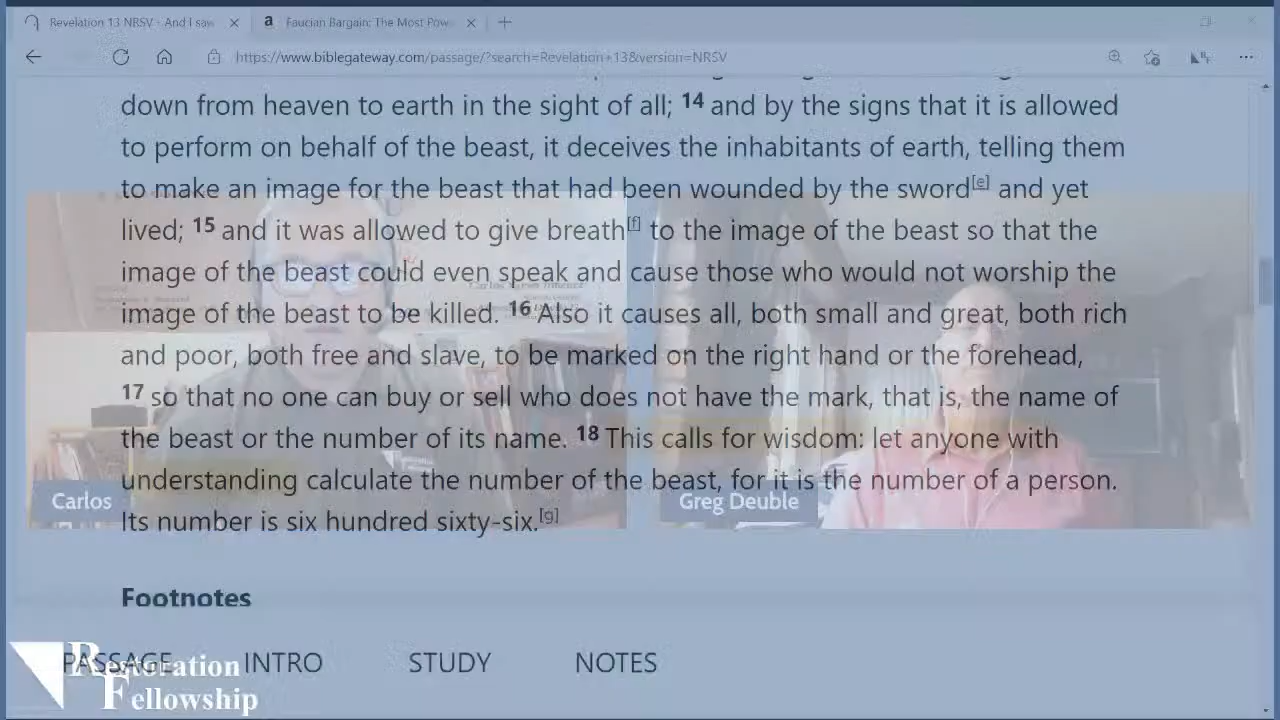 Revelation 13 NRSV - And I saw
a Faucian Bargain: The Most Pow
https://www.biblegateway.com/passage/?search=Revelation+13&version=NRSV
down from heaven to earth in the sight of all; 14 and by the signs that it is allowed
to perform on behalf of the beast, it deceives the inhabitants of earth, telling them
to make an image for the beast that had been wounded by the sword[e] and yet
lived; 15 and it was allowed to give breath[f] to the image of the beast so that the
image of the beast could even speak and cause those who would not worship the
image of the beast to be killed. 16 Also it causes all, both small and great, both rich
and poor, both free and slave, to be marked on the right hand or the forehead,
17 so that no one can buy or sell who does not have the mark, that is, the name of
the beast or the number of its name. 18 This calls for wisdom: let anyone with
understanding calculate the number of the beast, for it is the number of a person.
Its number is six hundred sixty-six.[g]
Carlos
Greg Deuble
Footnotes
PASSAGE INTRO STUDY NOTES
Restoration
Fellowship